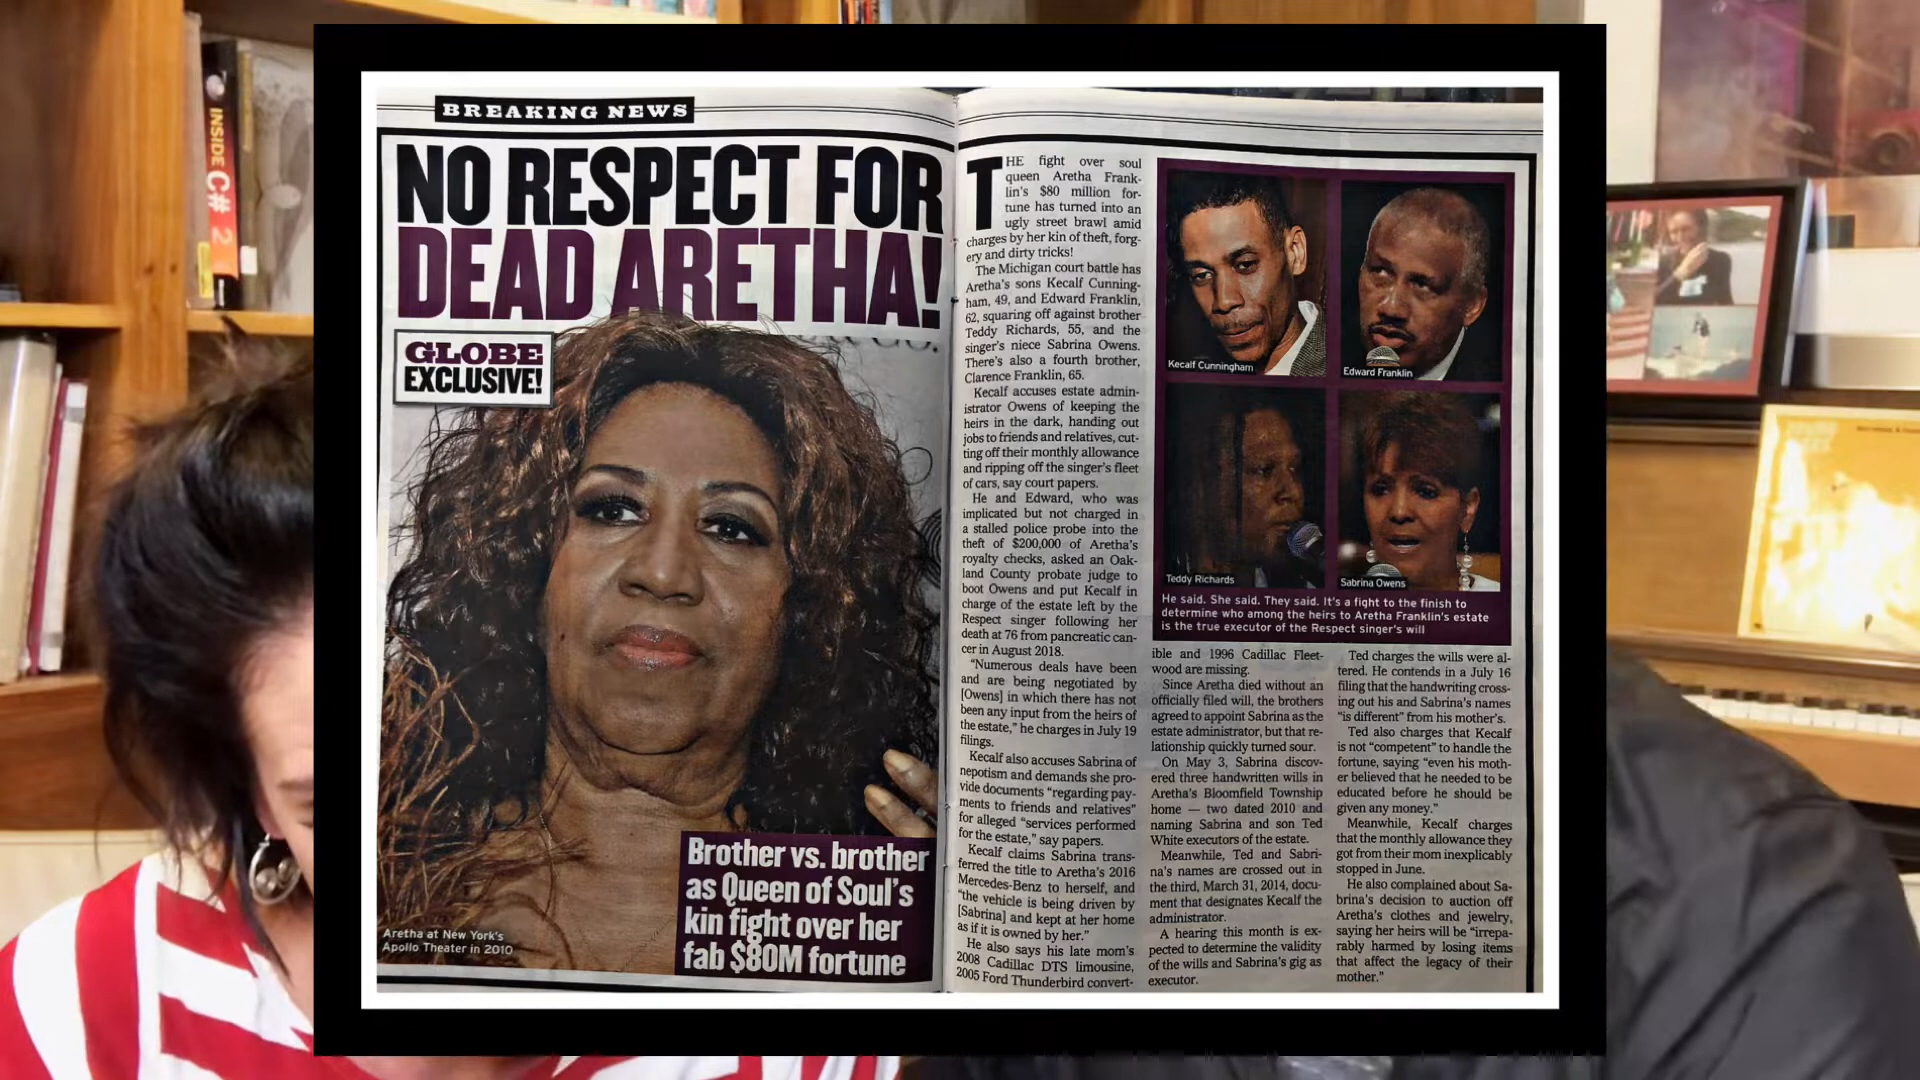 INSIDE C# 2
BREAKING NEWS
NO RESPECT FOR
DEAD ARETHA!
GLOBE
EXCLUSIVE!
Brother vs. brother
as Queen of Soul's
kin fight over her
fab $80M fortune
Aretha at New York's
Apollo Theater in 2010
THE fight over soul
queen Aretha Frank-
lin's $80 million for-
tune has turned into an
ugly street brawl amid
charges by her kin of theft, forg-
ery and dirty tricks!
The Michigan court battle has
Aretha's sons Kecalf Cunning-
ham, 49, and Edward Franklin,
62, squaring off against brother
Teddy Richards, 55, and the
singer's niece Sabrina Owens.
There's also a fourth brother,
Clarence Franklin, 65.
Kecalf accuses estate admin-
istrator Owens of keeping the
heirs in the dark, handing out
jobs to friends and relatives, cut-
ting off their monthly allowance
and ripping off the singer's fleet
of cars, say court papers.
He and Edward, who was
implicated but not charged in
a stalled police probe into the
theft of $200,000 of Aretha's
royalty checks, asked an Oak-
land County probate judge to
boot Owens and put Kecalf in
charge of the estate left by the
Respect singer following her
death at 76 from pancreatic can-
cer in August 2018.
"Numerous deals have been
and are being negotiated by
[Owens] in which there has not
been any input from the heirs of
the estate," he charges in July 19
filings.
Kecalf also accuses Sabrina of
nepotism and demands she pro-
vide documents "regarding pay-
ments to friends and relatives"
for alleged "services performed
for the estate," say papers.
Kecalf claims Sabrina trans-
ferred the title to Aretha's 2016
Mercedes-Benz to herself, and
"the vehicle is being driven by
[Sabrina] and kept at her home
as if it is owned by her."
He also says his late mom's
2008 Cadillac DTS limousine,
2005 Ford Thunderbird convert-
Kecalf Cunningham
Edward Franklin
Teddy Richards
Sabrina Owens
He said. She said. They said. It's a fight to the finish to
determine who among the heirs to Aretha Franklin's estate
is the true executor of the Respect singer's will
ible and 1996 Cadillac Fleet-
wood are missing.
Since Aretha died without an
officially filed will, the brothers
agreed to appoint Sabrina as the
estate administrator, but that re-
lationship quickly turned sour.
On May 3, Sabrina discov-
ered three handwritten wills in
Aretha's Bloomfield Township
home — two dated 2010 and
naming Sabrina and son Ted
White executors of the estate.
Meanwhile, Ted and Sabri-
na's names are crossed out in
the third, March 31, 2014, docu-
ment that designates Kecalf the
administrator.
A hearing this month is ex-
pected to determine the validity
of the wills and Sabrina's gig as
executor.
Ted charges the wills were al-
tered. He contends in a July 16
filing that the handwriting cross-
ing out his and Sabrina's names
"is different" from his mother's.
Ted also charges that Kecalf
is not "competent" to handle the
fortune, saying "even his moth-
er believed that he needed to be
educated before he should be
given any money."
Meanwhile, Kecalf charges
that the monthly allowance they
got from their mom inexplicably
stopped in June.
He also complained about Sa-
brina's decision to auction off
Aretha's clothes and jewelry,
saying her heirs will be "irrepa-
rably harmed by losing items
that affect the legacy of their
mother."